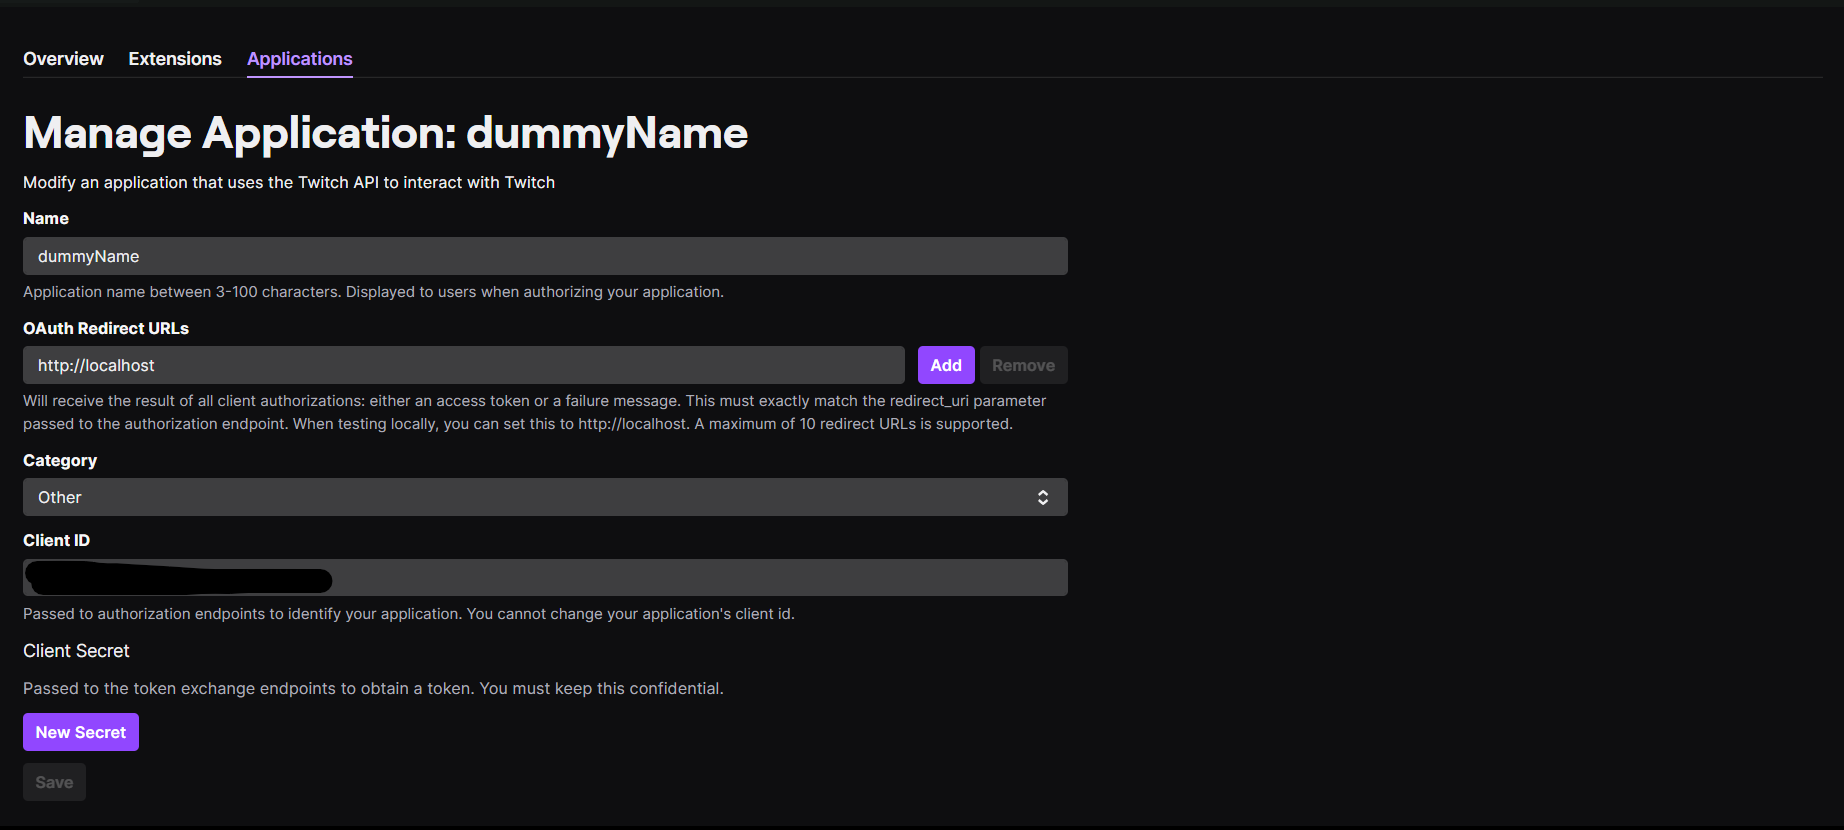 Overview Extensions Applications
Manage Application: dummyName
Modify an application that uses the Twitch API to interact with Twitch
Name
dummyName
Application name between 3-100 characters. Displayed to users when authorizing your application.
OAuth Redirect URLs
http://localhost Add Remove
Will receive the result of all client authorizations: either an access token or a failure message. This must exactly match the redirect_uri parameter
passed to the authorization endpoint. When testing locally, you can set this to http://localhost. A maximum of 10 redirect URLs is supported.
Category
Other
Client ID
Passed to authorization endpoints to identify your application. You cannot change your application's client id.
Client Secret
Passed to the token exchange endpoints to obtain a token. You must keep this confidential.
New Secret
Save